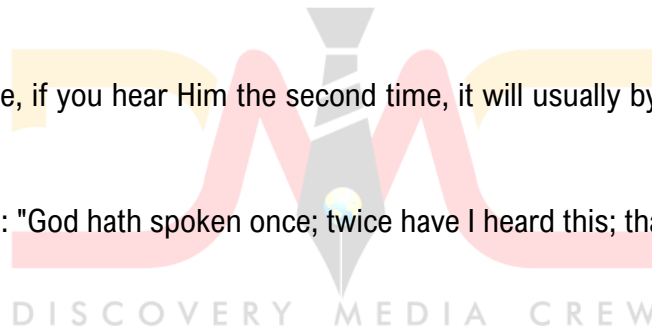 e, if you hear Him the second time, it will usually by
: "God hath spoken once; twice have I heard this; tha
DISCOVERY MEDIA CREW